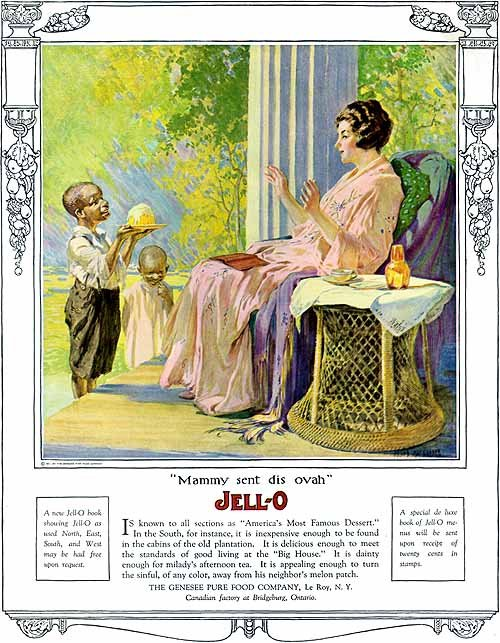 "Mammy sent dis ovah"
JELL-O
A new Jell-O book
showing Jell-O as
used North, East,
South, and West
may be had free
upon request.
IS known to all sections as "America's Most Famous Dessert."
In the South, for instance, it is inexpensive enough to be found
in the cabins of the old plantation. It is delicious enough to meet
the standards of good living at the "Big House." It is dainty
enough for milady's afternoon tea. It is appealing enough to turn
the sinful, of any color, away from his neighbor's melon patch.
THE GENESEE PURE FOOD COMPANY, Le Roy, N. Y.
Canadian factory at Bridgeburg, Ontario.
A special de luxe
book of Jell-O me-
nus will be sent
upon receipt of
twenty cents in
stamps.